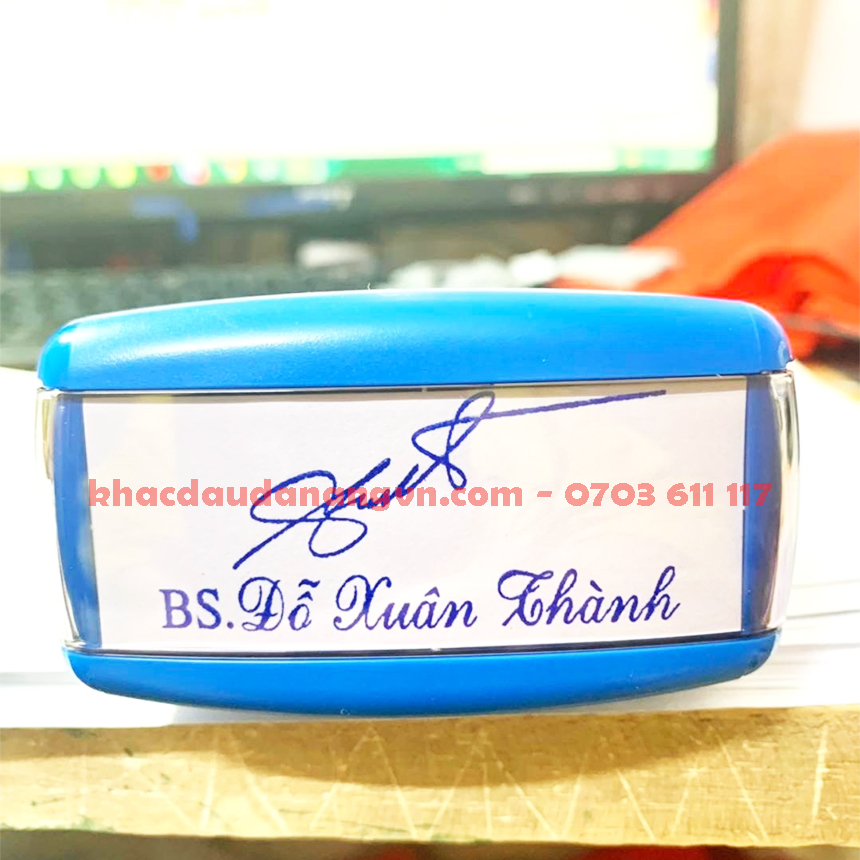 khacdaudanangvn.com - 0703 611 117
BS.Đỗ Xuân Thành